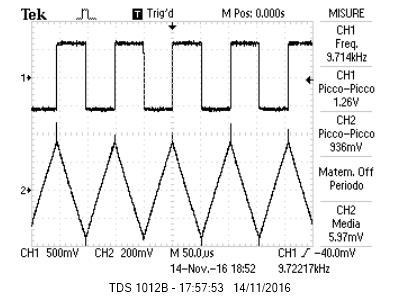 Tek
T Trig'd
M Pos: 0.000s
MISURE
CH1
Freq.
9.714kHz
CH1
Picco-Picco
1.26V
CH2
Picco-Picco
936mV
Matem. Off
Periodo
CH2
Media
5.97mV
1
2
CH1 500mV
CH2 200mV
M 50.0µs
CH1 ∕ -40.0mV
14-Nov.-16 18:52
9.72217kHz
TDS 1012B - 17:57:53 14/11/2016